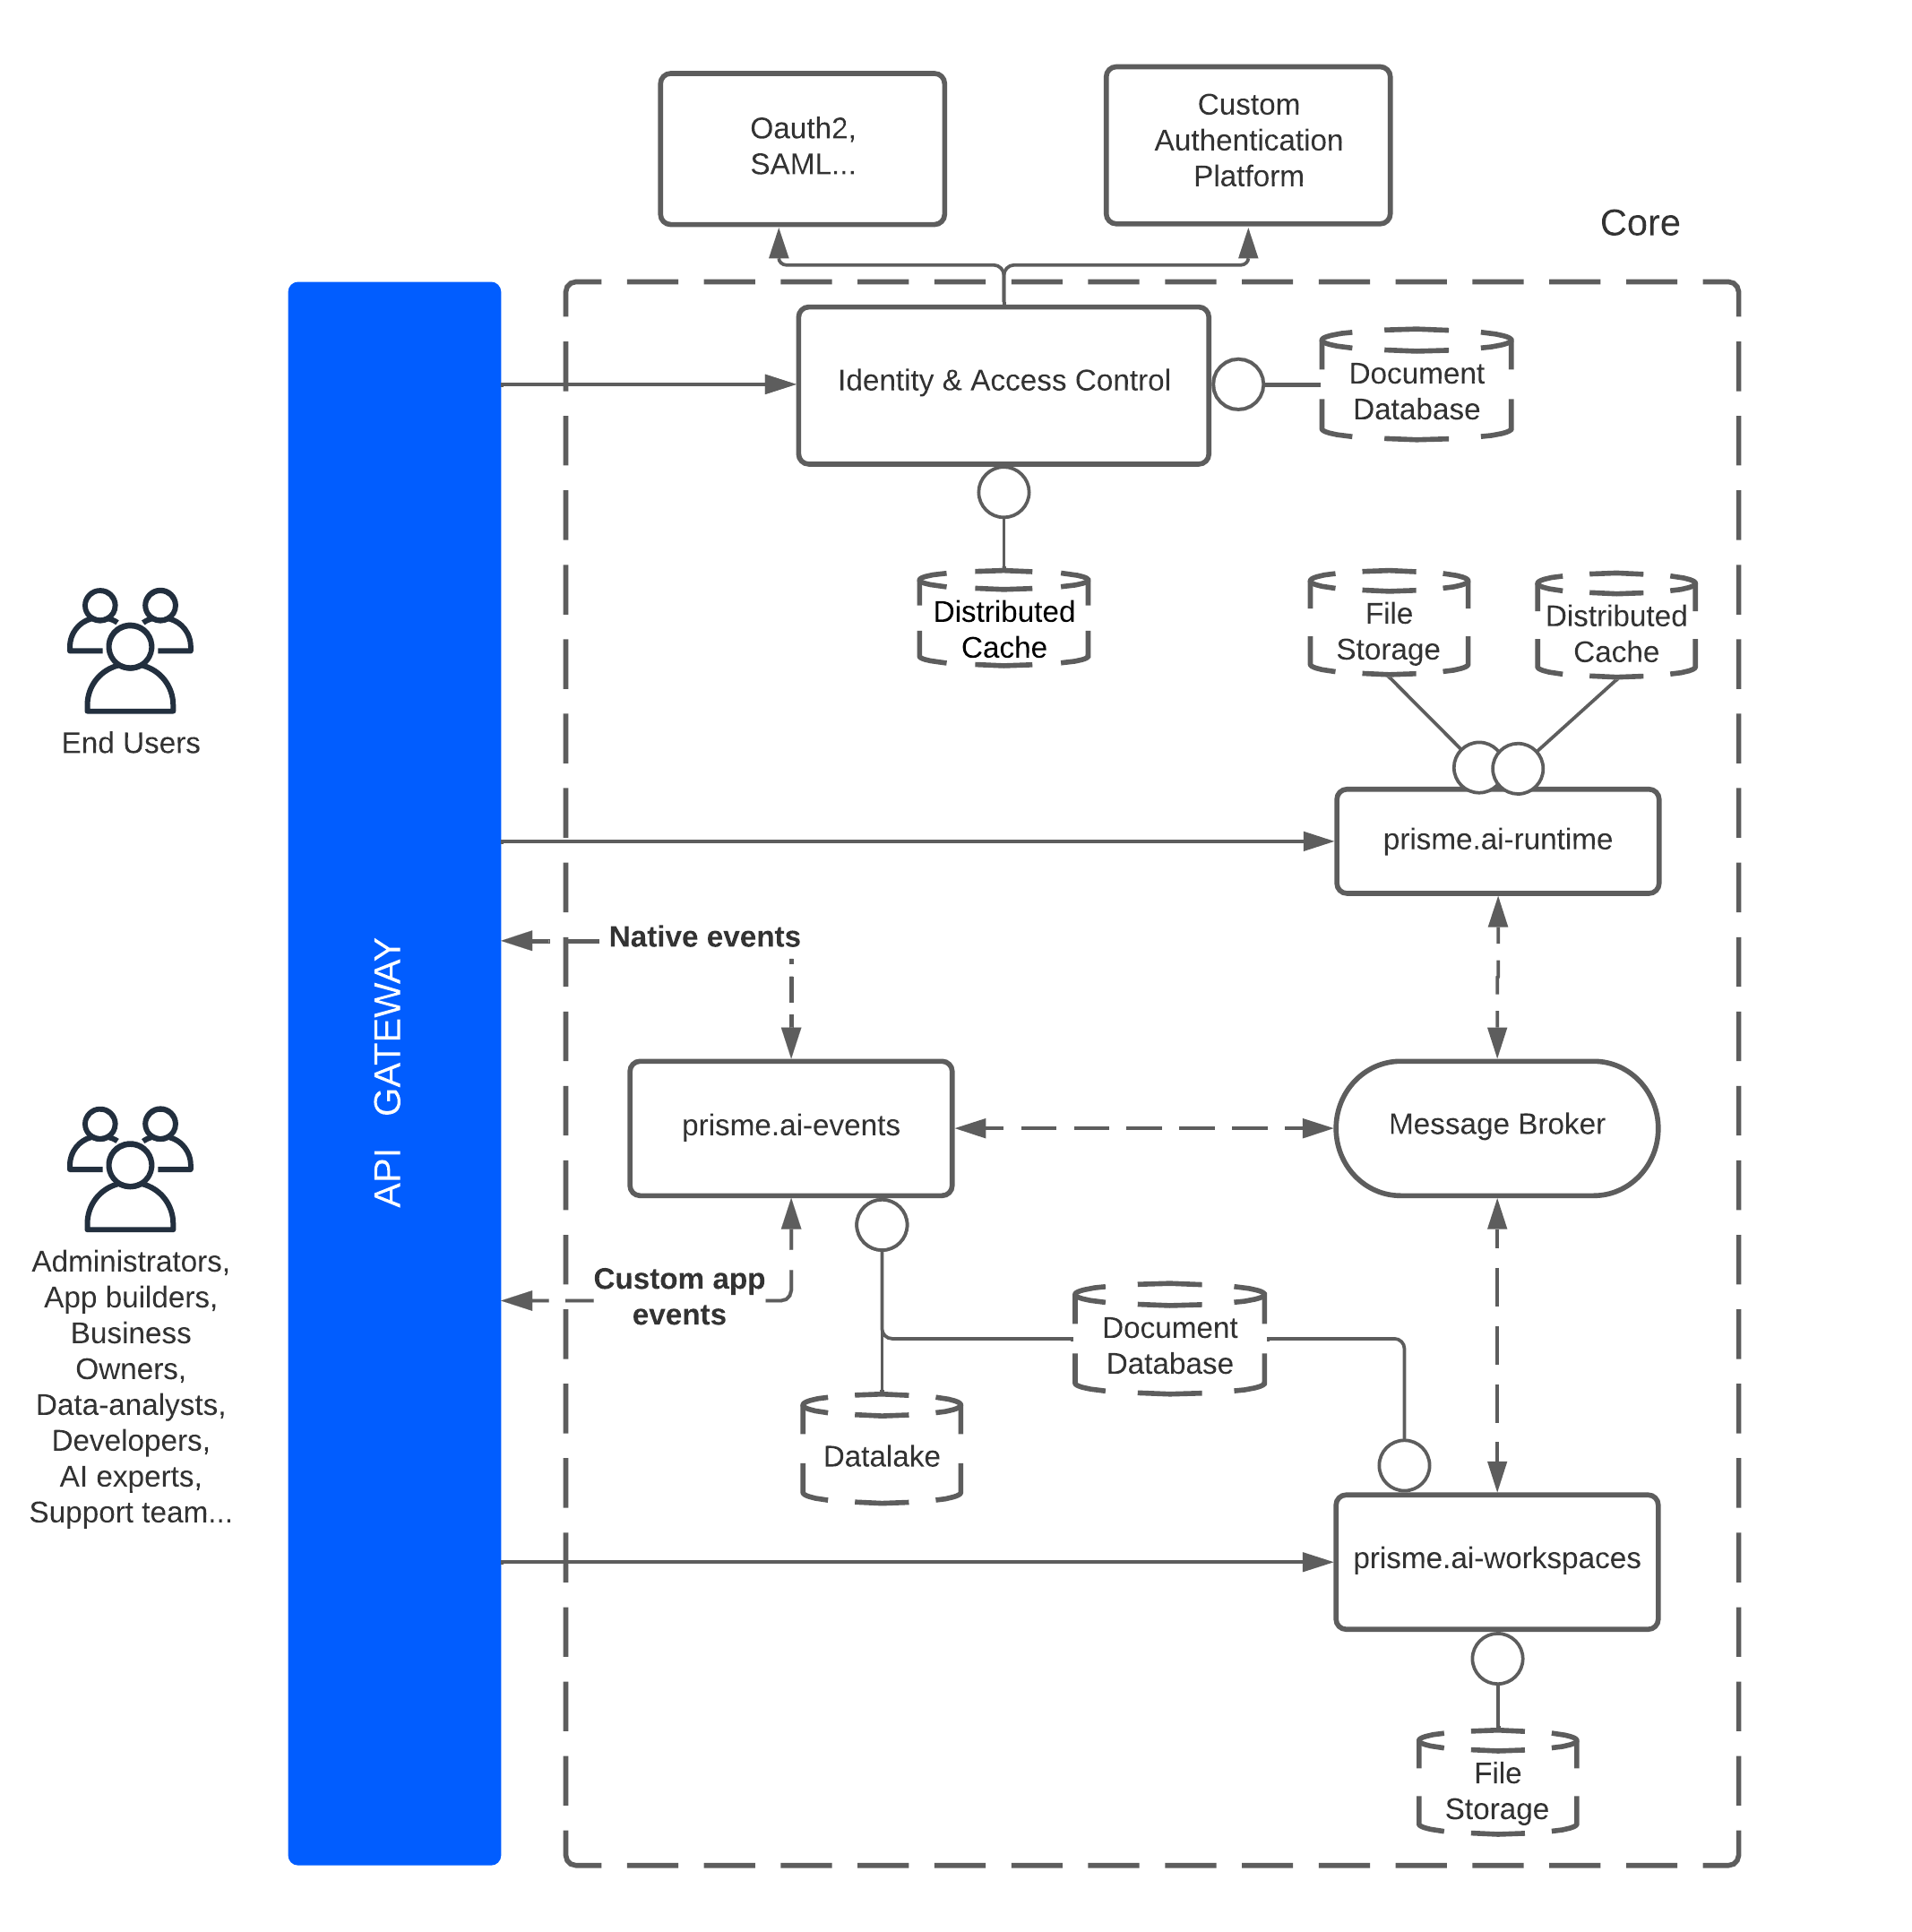 Oauth2,
SAML...
Custom
Authentication
Platform
Core
Identity & Access Control
Document
Database
Distributed
Cache
File
Storage
Distributed
Cache
End Users
prisme.ai-runtime
Native events
API GATEWAY
prisme.ai-events
Message Broker
Administrators,
App builders,
Business
Owners,
Data-analysts,
Developers,
AI experts,
Support team...
Custom app
events
Document
Database
Datalake
prisme.ai-workspaces
File
Storage